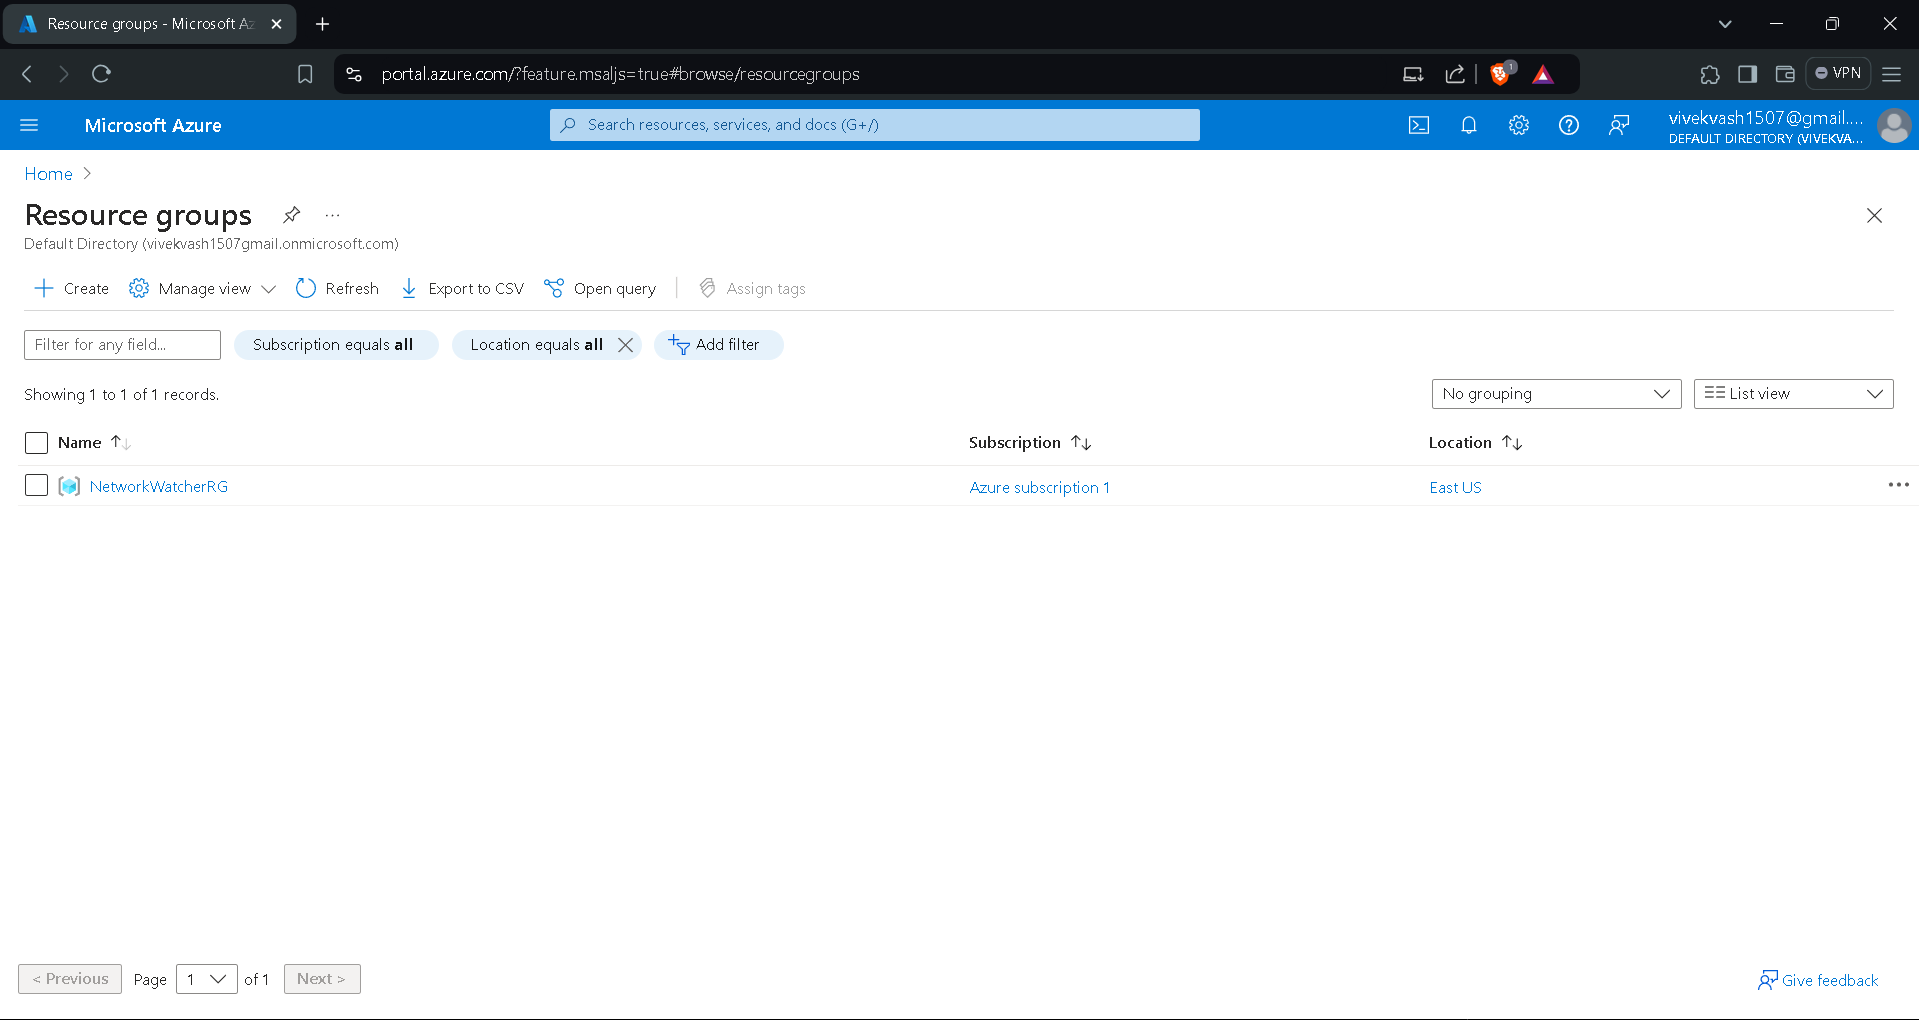 Resource groups - Microsoft Az
portal.azure.com/?feature.msaljs=true#browse/resourcegroups
1
VPN
Microsoft Azure
Search resources, services, and docs (G+/)
vivekvash1507@gmail....
DEFAULT DIRECTORY (VIVEKVA...
Home
Resource groups
...
Default Directory (vivekvash1507gmail.onmicrosoft.com)
Create
Manage view
Refresh
Export to CSV
Open query
Assign tags
Filter for any field...
Subscription equals all
Location equals all
Add filter
Showing 1 to 1 of 1 records.
No grouping
List view
Name
Subscription
Location
NetworkWatcherRG
Azure subscription 1
East US
< Previous
Page
1
of 1
Next >
Give feedback